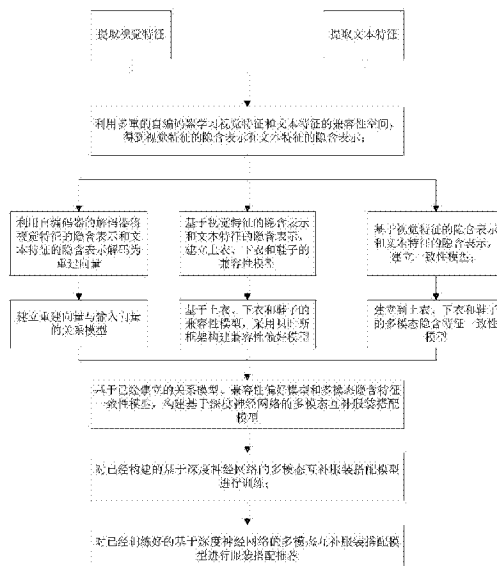 提取视觉特征
提取文本特征
利用多重的自编码器学习视觉特征和文本特征的兼容性空间，
得到视觉特征的隐含表示和文本特征的隐含表示；
利用自编码器的解码器将
视觉特征的隐含表示和文
本特征的隐含表示解码为
重建向量
基于视觉特征的隐含表示
和文本特征的隐含表示，
建立上衣、下衣和鞋子的
兼容性模型
基于视觉特征的隐含表示
和文本特征的隐含表示，
建立一致性模型；
建立重建向量与输入向量
的关系模型
基于上衣、下衣和鞋子的
兼容性模型，采用贝叶斯
框架构建兼容性偏好模型
建立到上衣、下衣和鞋子
的多模态隐含特征一致性
模型
基于已经建立的关系模型、兼容性偏好模型和多模态隐含特征
一致性模型，构建基于深度神经网络的多模态互补服装搭配
模型
对已经构建的基于深度神经网络的多模态互补服装搭配模型
进行训练；
对已经训练好的基于深度神经网络的多模态互补服装搭配模
型进行服装搭配推荐